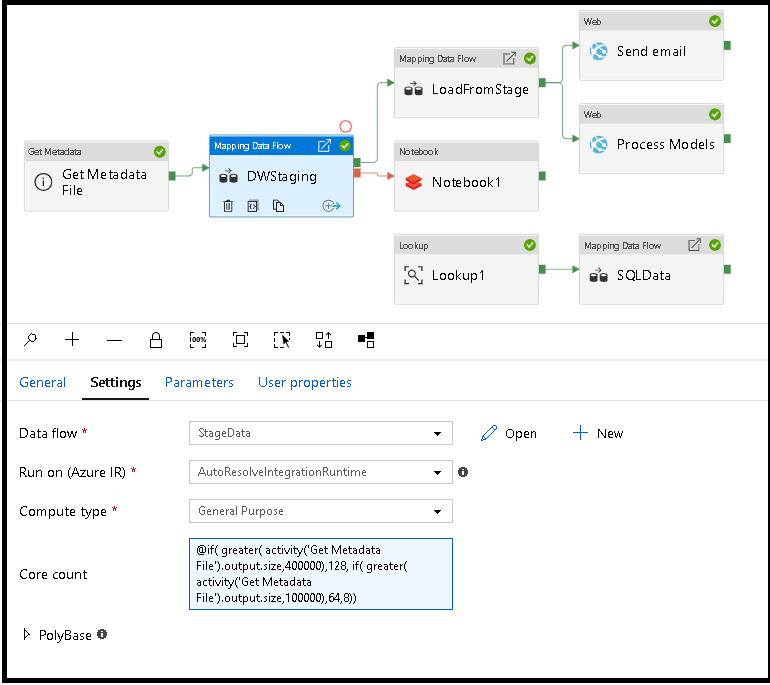 Web
Send email
Mapping Data Flow
LoadFromStage
Web
Process Models
Get Metadata
Get Metadata
File
Mapping Data Flow
DWStaging
Notebook
Notebook1
Lookup
Lookup1
Mapping Data Flow
SQLData
100%
General
Settings
Parameters
User properties
Data flow *
StageData
Open
New
Run on (Azure IR) *
AutoResolveIntegrationRuntime
Compute type *
General Purpose
Core count
@if( greater( activity('Get Metadata
File').output.size,400000),128, if( greater(
activity('Get Metadata
File').output.size,100000),64,8))
PolyBase